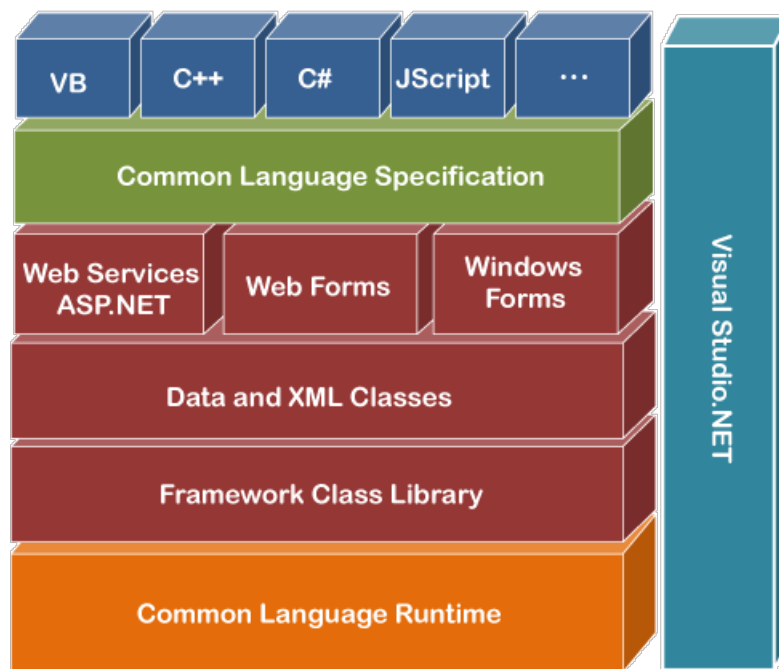 VB
C++
C#
JScript
...
Common Language Specification
Web Services
ASP.NET
Web Forms
Windows
Forms
Data and XML Classes
Framework Class Library
Common Language Runtime
Visual Studio.NET